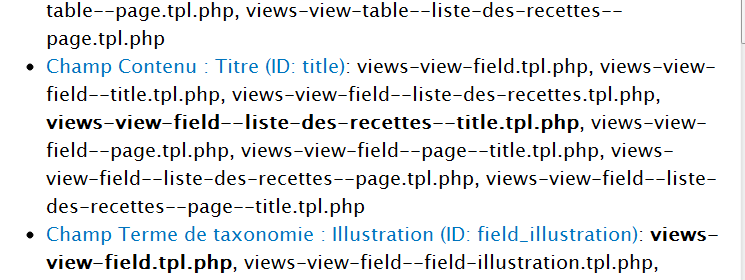 table--page.tpl.php, views-view-table--liste-des-recettes--
page.tpl.php
• Champ Contenu : Titre (ID: title): views-view-field.tpl.php, views-view-
field--title.tpl.php, views-view-field--liste-des-recettes.tpl.php,
views-view-field--liste-des-recettes--title.tpl.php, views-view-
field--page.tpl.php, views-view-field--page--title.tpl.php, views-
view-field--liste-des-recettes--page.tpl.php, views-view-field--liste-
des-recettes--page--title.tpl.php
• Champ Terme de taxonomie : Illustration (ID: field_illustration): views-
view-field.tpl.php, views-view-field--field-illustration.tpl.php,